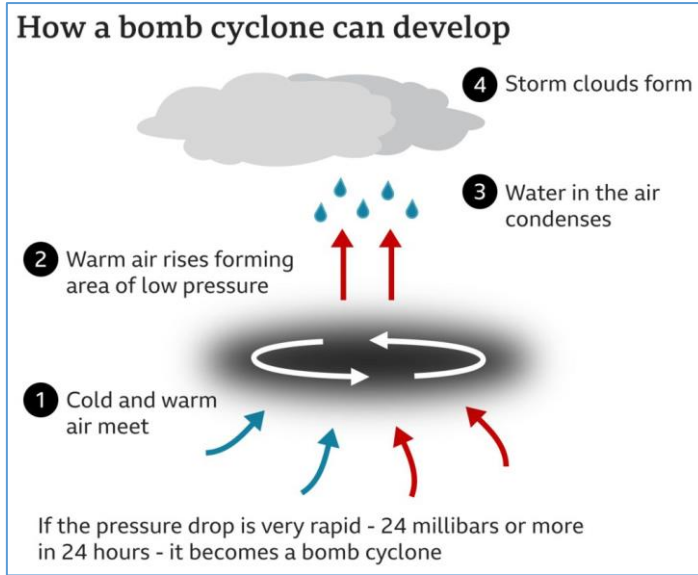 How a bomb cyclone can develop
4 Storm clouds form
3 Water in the air
condenses
2 Warm air rises forming
area of low pressure
1 Cold and warm
air meet
If the pressure drop is very rapid - 24 millibars or more
in 24 hours - it becomes a bomb cyclone